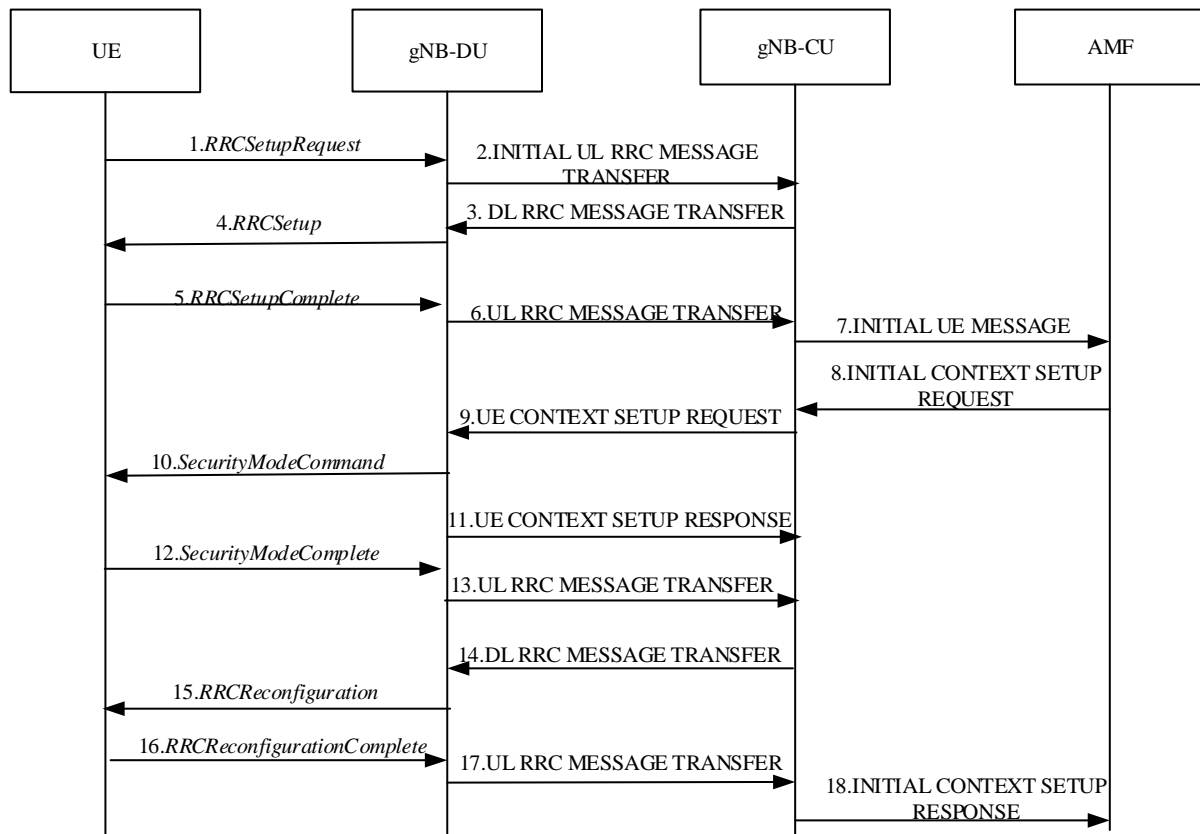 UE
gNB-DU
gNB-CU
AMF
1.RRCSetupRequest
2.INITIAL UL RRC MESSAGE
TRANSFER
3. DL RRC MESSAGE TRANSFER
4.RRCSetup
5.RRCSetupComplete
6.UL RRC MESSAGE TRANSFER
7.INITIAL UE MESSAGE
8.INITIAL CONTEXT SETUP
REQUEST
9.UE CONTEXT SETUP REQUEST
10.SecurityModeCommand
11.UE CONTEXT SETUP RESPONSE
12.SecurityModeComplete
13.UL RRC MESSAGE TRANSFER
14.DL RRC MESSAGE TRANSFER
15.RRCReconfiguration
16.RRCReconfigurationComplete
17.UL RRC MESSAGE TRANSFER
18.INITIAL CONTEXT SETUP
RESPONSE